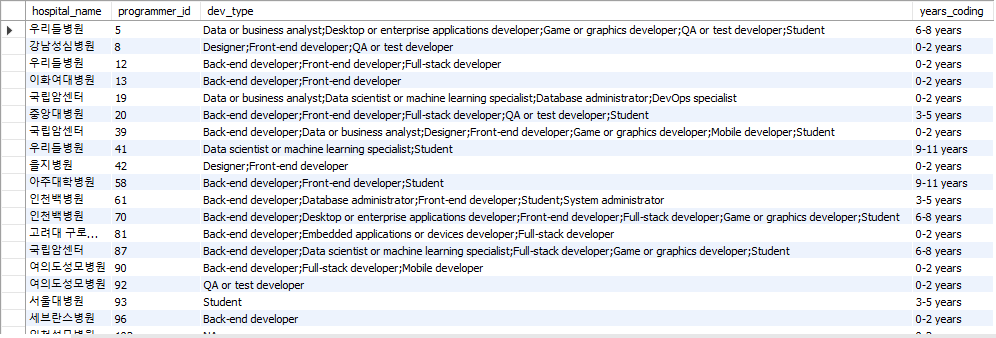 hospital_name programmer_id dev_type years_coding
우리들병원 5 Data or business analyst;Desktop or enterprise applications developer;Game or graphics developer;QA or test developer;Student 6-8 years
강남성심병원 8 Designer;Front-end developer;QA or test developer 0-2 years
우리들병원 12 Back-end developer;Front-end developer;Full-stack developer 0-2 years
이화여대병원 13 Back-end developer;Front-end developer 0-2 years
국립암센터 19 Data or business analyst;Data scientist or machine learning specialist;Database administrator;DevOps specialist 0-2 years
중앙대병원 20 Back-end developer;Front-end developer;Full-stack developer;QA or test developer;Student 3-5 years
국립암센터 39 Back-end developer;Data or business analyst;Designer;Front-end developer;Game or graphics developer;Mobile developer;Student 0-2 years
우리들병원 41 Data scientist or machine learning specialist;Student 9-11 years
을지병원 42 Designer;Front-end developer 0-2 years
아주대학병원 58 Back-end developer;Front-end developer;Student 9-11 years
인천백병원 61 Back-end developer;Database administrator;Front-end developer;Student;System administrator 3-5 years
인천백병원 70 Back-end developer;Desktop or enterprise applications developer;Front-end developer;Full-stack developer;Game or graphics developer;Student 6-8 years
고려대 구로... 81 Back-end developer;Embedded applications or devices developer;Full-stack developer 0-2 years
국립암센터 87 Back-end developer;Data scientist or machine learning specialist;Full-stack developer;Game or graphics developer;Student 6-8 years
여의도성모병원 90 Back-end developer;Full-stack developer;Mobile developer 0-2 years
여의도성모병원 92 QA or test developer 0-2 years
서울대병원 93 Student 3-5 years
세브란스병원 96 Back-end developer 0-2 years